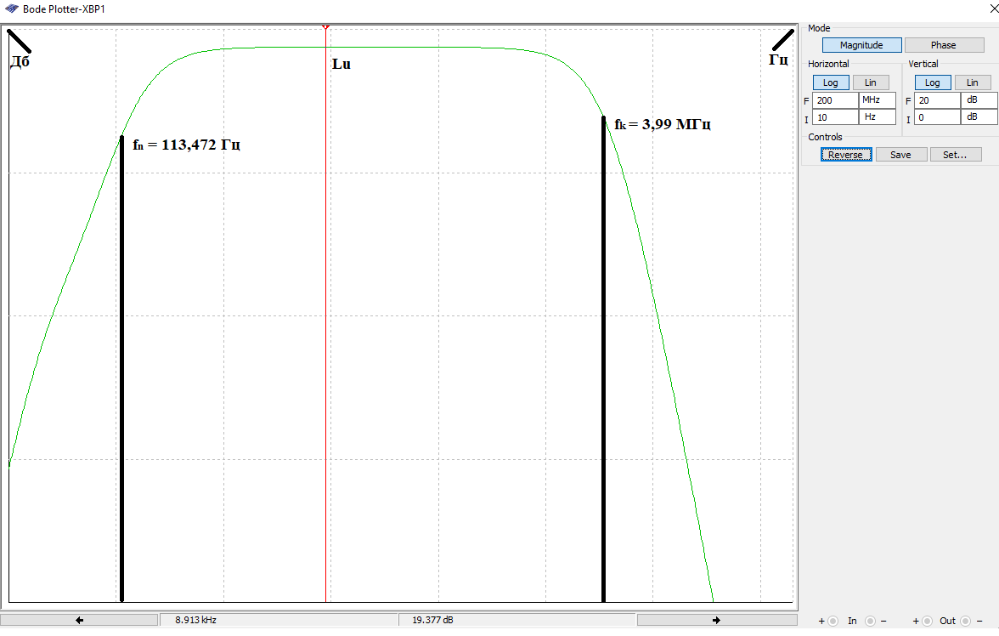 Bode Plotter-XBP1
Mode
Magnitude Phase
Horizontal Vertical
Log Lin Log Lin
F 200 MHz F 20 dB
I 10 Hz I 0 dB
Controls
Reverse Save Set...
Дб
Lu
Гц
fn = 113,472 Гц
fk = 3,99 МГц
8.913 kHz 19.377 dB
+ In − + Out −